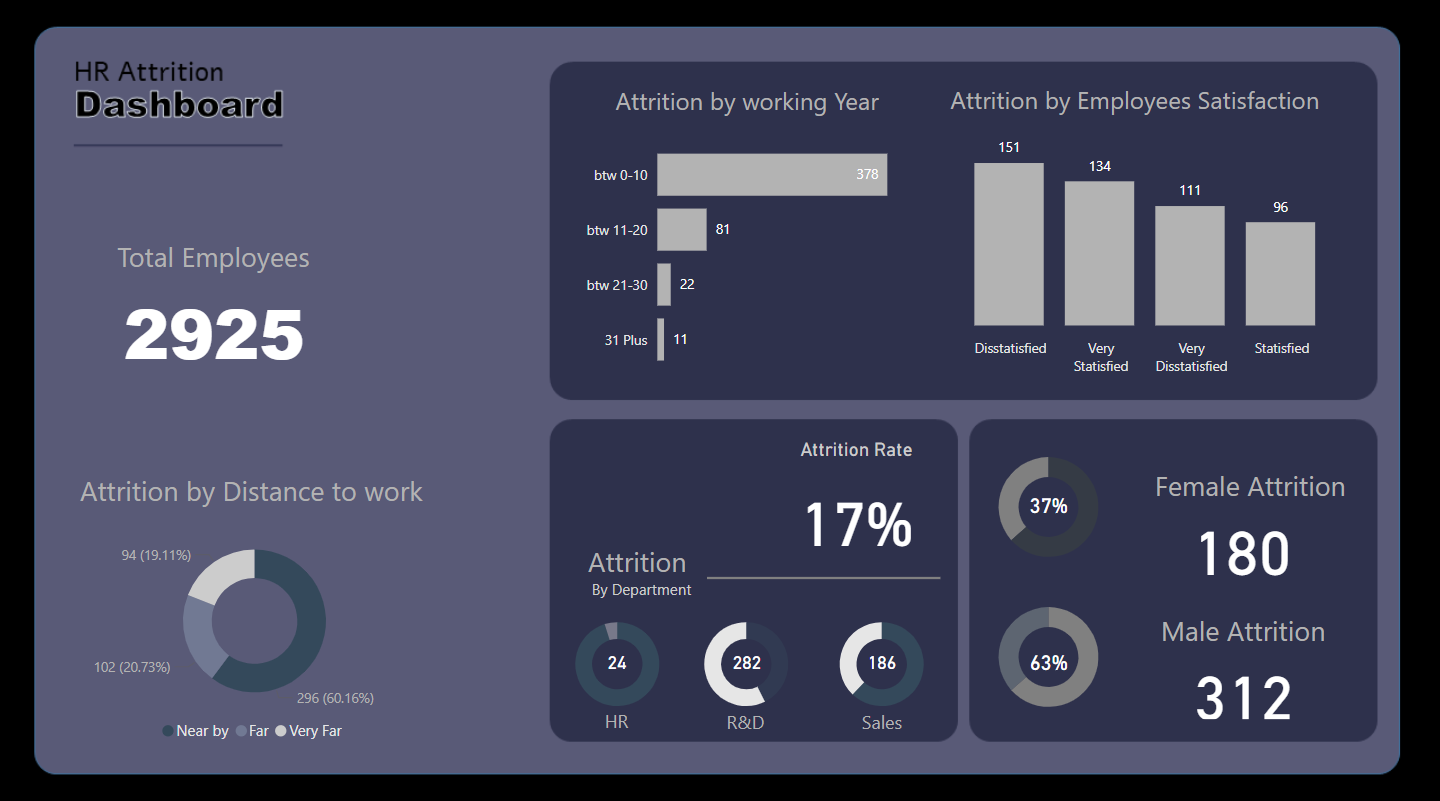 HR Attrition
Dashboard
Total Employees
2925
Attrition by Distance to work
94 (19.11%)
102 (20.73%)
296 (60.16%)
Near by Far Very Far
Attrition by working Year
btw 0-10 378
btw 11-20 81
btw 21-30 22
31 Plus 11
Attrition by Employees Satisfaction
151 134 111 96
Disstatisfied Very Very Statisfied
Statisfied Disstatisfied
Attrition Rate
17%
Attrition
By Department
24 282 186
HR R&D Sales
37%
Female Attrition
180
63%
Male Attrition
312